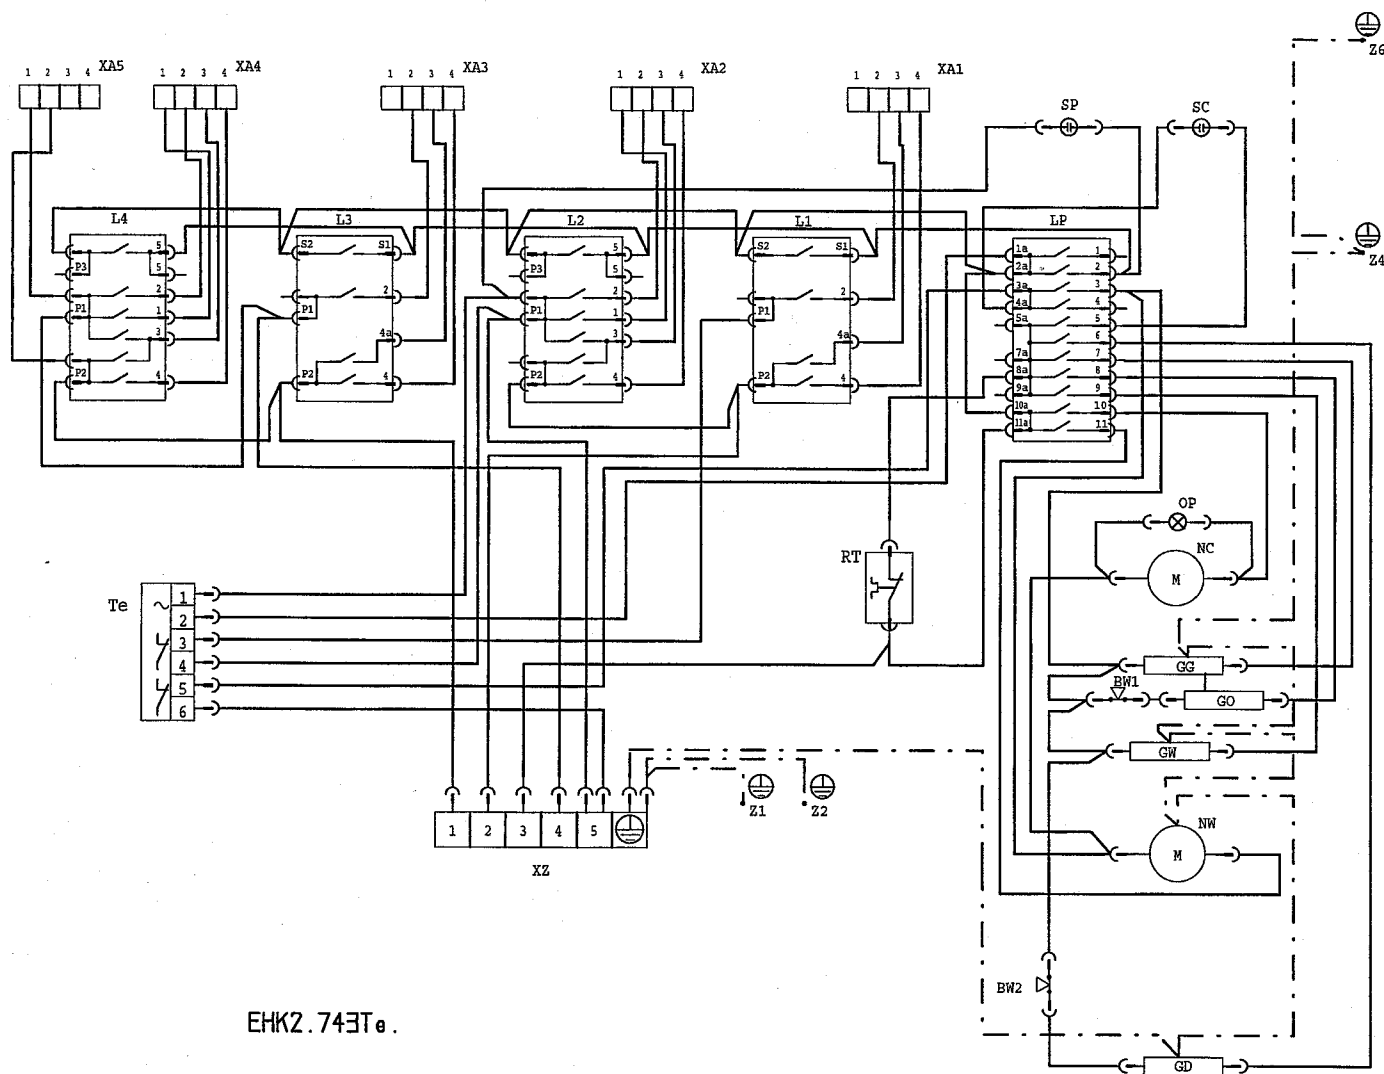 Z6
1 2 3 4 XA5
1 2 3 4 XA4
1 2 3 4 XA3
1 2 3 4 XA2
1 2 3 4 XA1
SP
SC
Z4
L4
P3
P1
P2
5
5
2
1
3
4
L3
S2
S1
P1
P2
2
4a
4
L2
P3
P1
P2
5
5
2
1
3
4
L1
S2
S1
P1
P2
2
4a
4
LP
1a 1
2a 2
3a 3
4a 4
5a 5
6
7a 7
8a 8
9a 9
10a 10
11a 11
OP
NC
M
RT
Te
1
2
3
4
5
6
GG
BW1
GO
GW
Z1
Z2
NW
M
1 2 3 4 5
XZ
BW2
EHK2.743Te.
GD